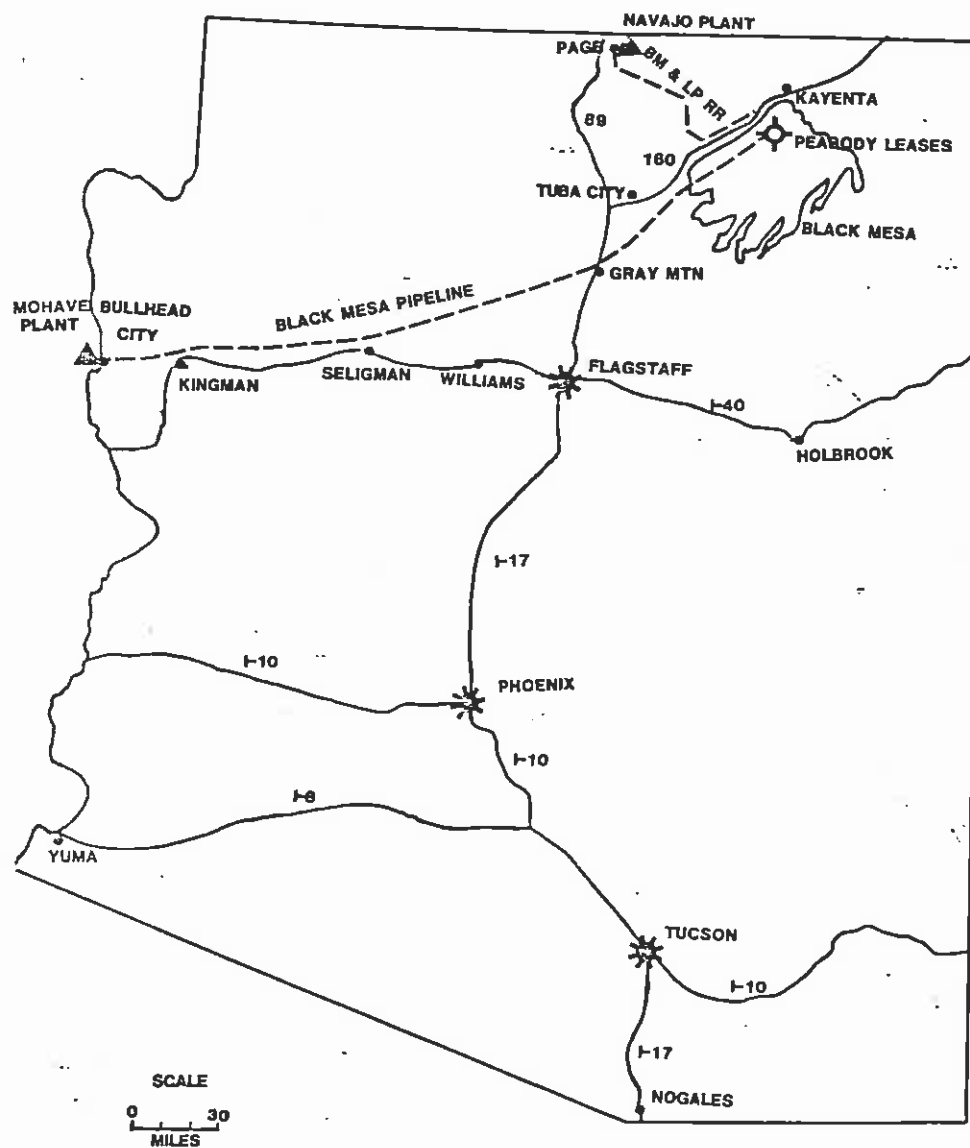 NAVAJO PLANT
PAGE
BM & LP RR
KAYENTA
89
PEABODY LEASES
160
TUBA CITY
BLACK MESA
GRAY MTN
MOHAVE
PLANT
BULLHEAD
CITY
BLACK MESA PIPELINE
KINGMAN
SELIGMAN
WILLIAMS
FLAGSTAFF
I-40
HOLBROOK
I-17
I-10
PHOENIX
I-10
I-8
YUMA
TUCSON
I-10
I-17
NOGALES
SCALE
0 30
MILES